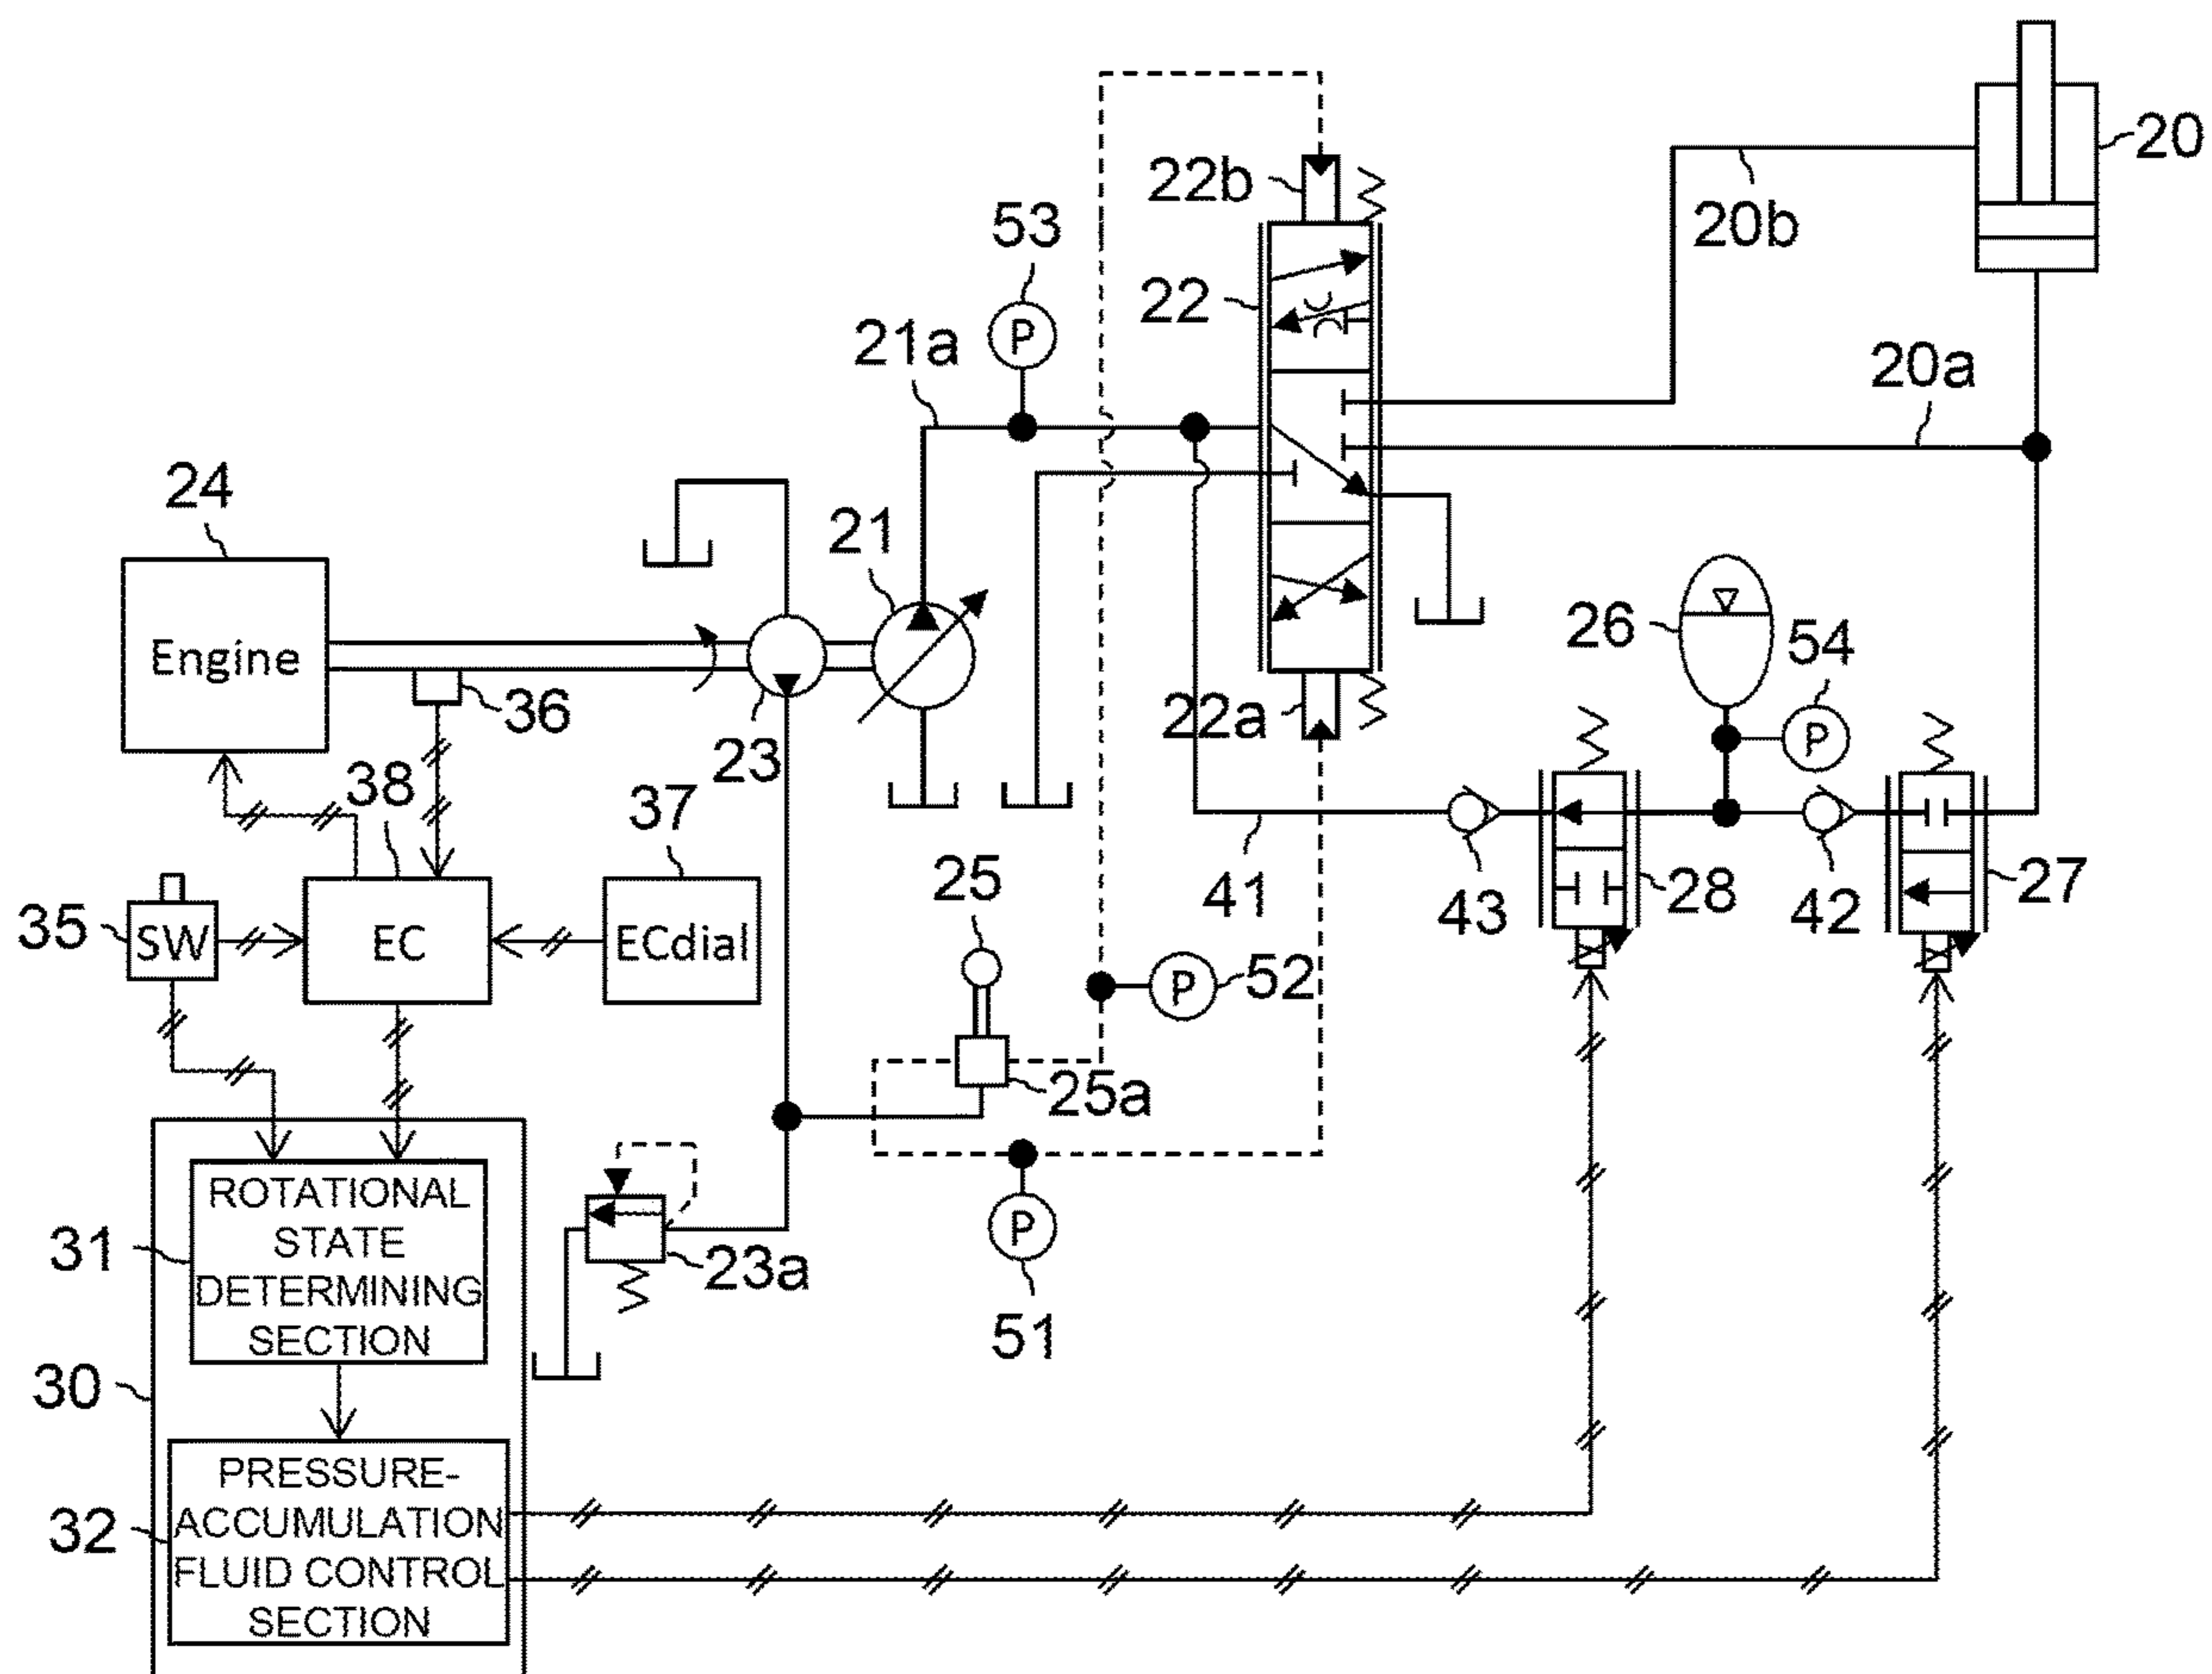 20
22b
20b
53
22
P
21a
20a
24
21
26
54
Engine
36
22a
P
23
38
37
25
41
43
28
42
27
35
SW
EC
ECdial
P
52
25a
ROTATIONAL
STATE
DETERMINING
SECTION
31
23a
P
51
30
PRESSURE-
ACCUMULATION
FLUID CONTROL
SECTION
32